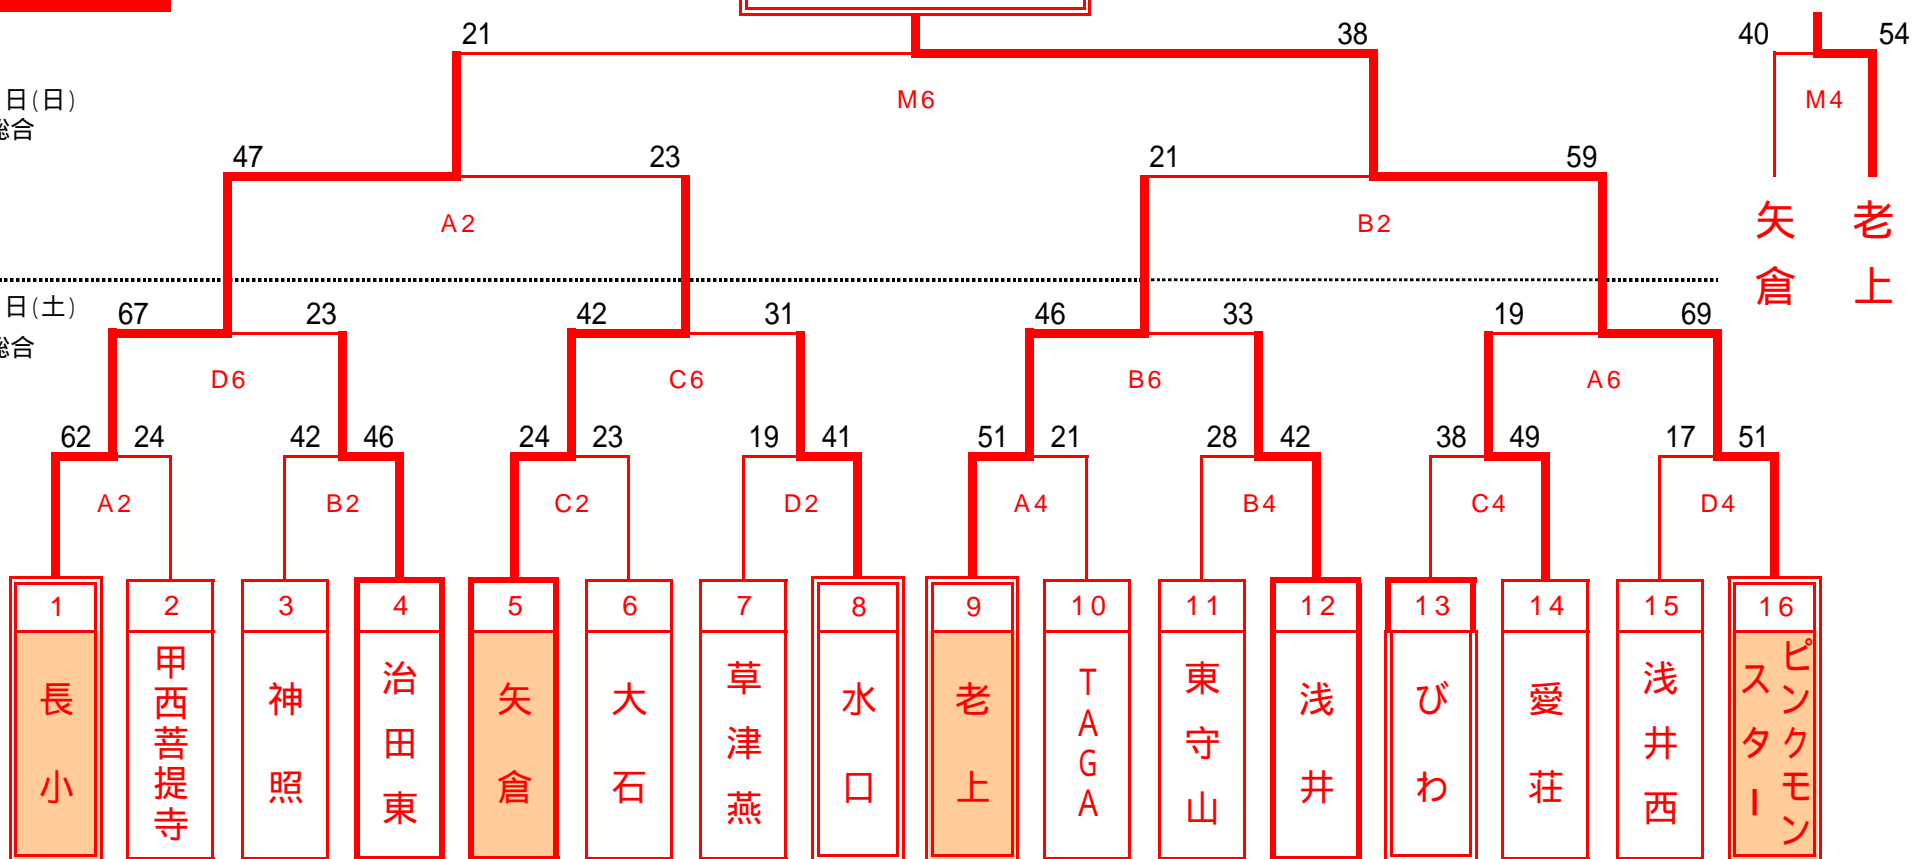 21
38
40
54
日(日)
M6
M4
総合
47
23
21
59
A2
B2
矢倉
老上
日(土)
67
23
42
31
46
33
19
69
総合
D6
C6
B6
A6
62
24
42
46
24
23
19
41
51
21
28
42
38
49
17
51
A2
B2
C2
D2
A4
B4
C4
D4
1
2
3
4
5
6
7
8
9
10
11
12
13
14
15
16
長小
甲西菩提寺
神照
治田東
矢倉
大石
草津燕
水口
老上
TAGA
東守山
浅井
びわ
愛荘
浅井西
ピンクモン
スター